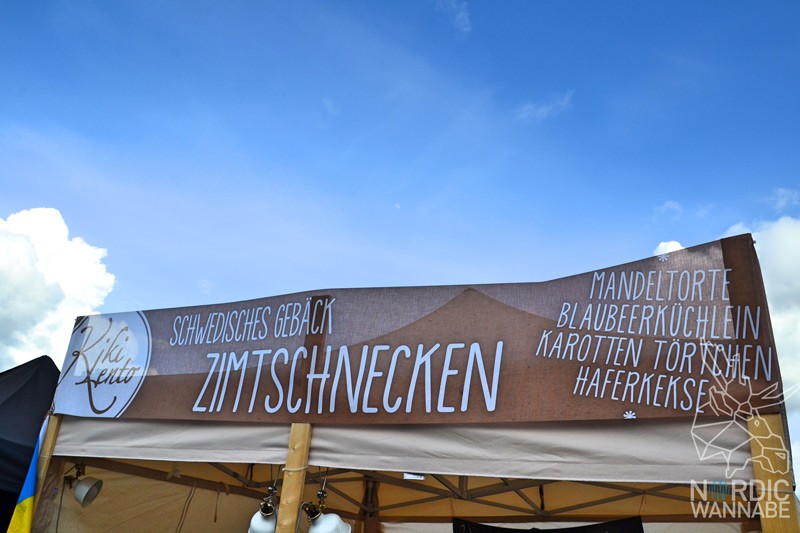 Kiki
Lento
SCHWEDISCHES GEBÄCK
ZIMTSCHNECKEN
MANDELTORTE
BLAUBEERKÜCHLEIN
KAROTTEN TÖRTCHEN
HAFERKEKSE
NORDIC
WANNABE